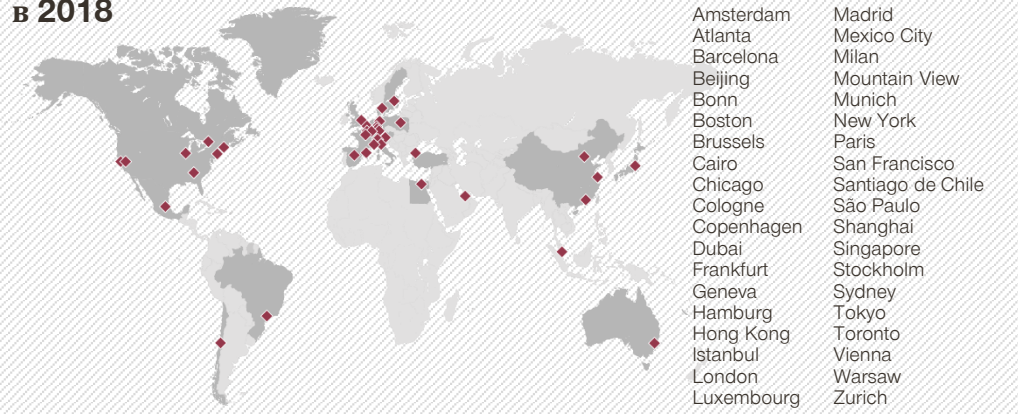 в 2018
Amsterdam
Atlanta
Barcelona
Beijing
Bonn
Boston
Brussels
Cairo
Chicago
Cologne
Copenhagen
Dubai
Frankfurt
Geneva
Hamburg
Hong Kong
Istanbul
London
Luxembourg
Madrid
Mexico City
Milan
Mountain View
Munich
New York
Paris
San Francisco
Santiago de Chile
São Paulo
Shanghai
Singapore
Stockholm
Sydney
Tokyo
Toronto
Vienna
Warsaw
Zurich